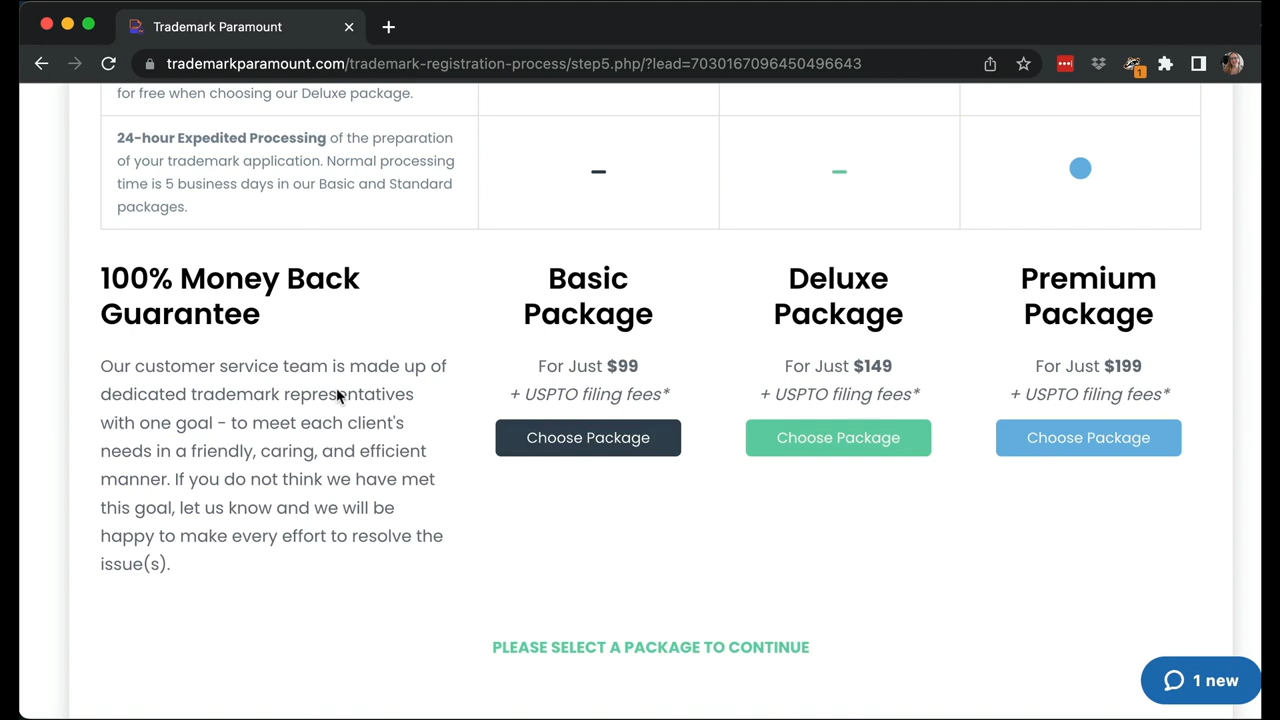 Trademark Paramount
trademarkparamount.com/trademark-registration-process/step5.php/?lead=7030167096450496643
1
for free when choosing our Deluxe package.
24-hour Expedited Processing of the preparation
of your trademark application. Normal processing
time is 5 business days in our Basic and Standard
packages.
100% Money Back
Guarantee
Our customer service team is made up of
dedicated trademark representatives
with one goal - to meet each client's
needs in a friendly, caring, and efficient
manner. If you do not think we have met
this goal, let us know and we will be
happy to make every effort to resolve the
issue(s).
Basic
Package
For Just $99
+ USPTO filing fees*
Choose Package
Deluxe
Package
For Just $149
+ USPTO filing fees*
Choose Package
Premium
Package
For Just $199
+ USPTO filing fees*
Choose Package
PLEASE SELECT A PACKAGE TO CONTINUE
1 new